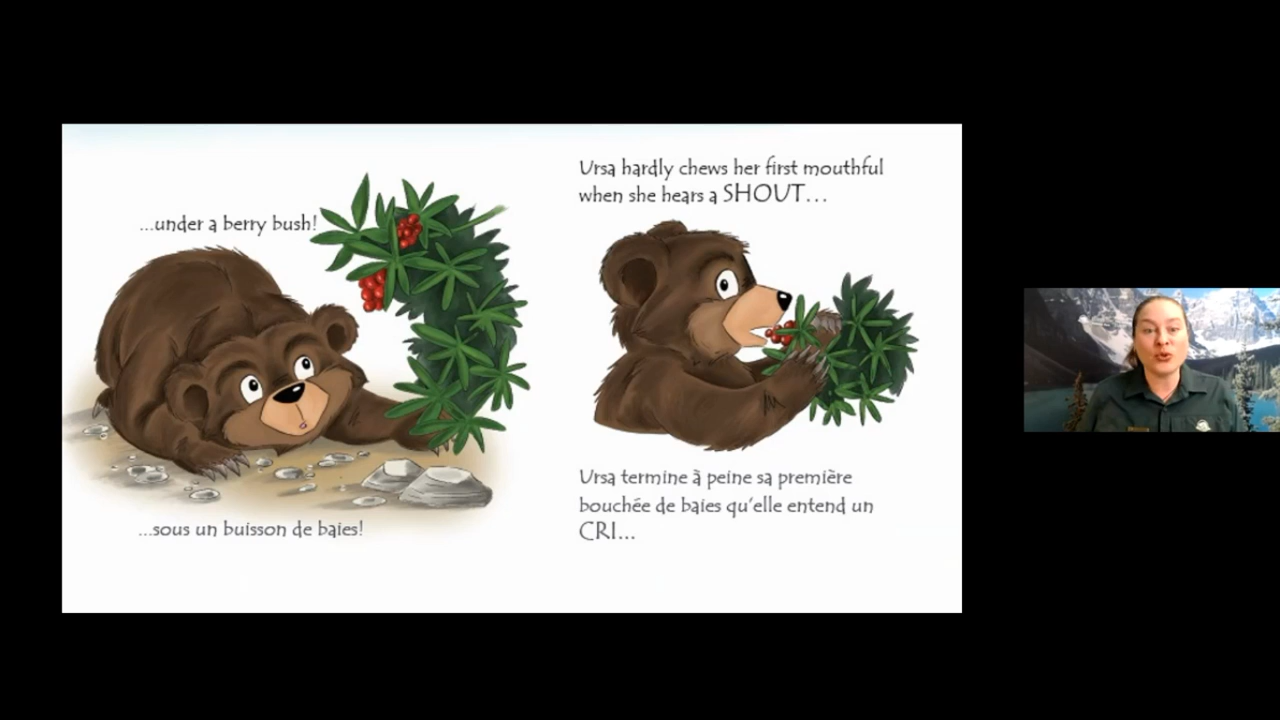 ...under a berry bush!
...sous un buisson de baies!
Ursa hardly chews her first mouthful
when she hears a SHOUT...
Ursa termine à peine sa première
bouchée de baies qu'elle entend un
CRI...